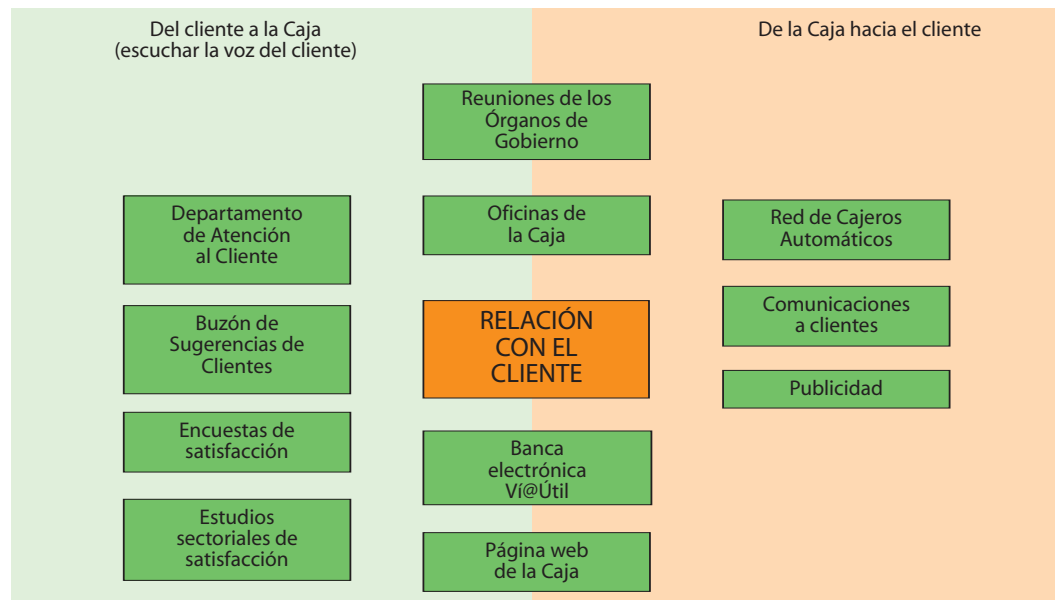 Del cliente a la Caja
(escuchar la voz del cliente)
De la Caja hacia el cliente
Reuniones de los
Órganos de
Gobierno
Departamento
de Atención
al Cliente
Oficinas de
la Caja
Red de Cajeros
Automáticos
Buzón de
Sugerencias de
Clientes
RELACIÓN
CON EL
CLIENTE
Comunicaciones
a clientes
Publicidad
Encuestas de
satisfacción
Banca
electrónica
Ví@Útil
Estudios
sectoriales de
satisfacción
Página web
de la Caja